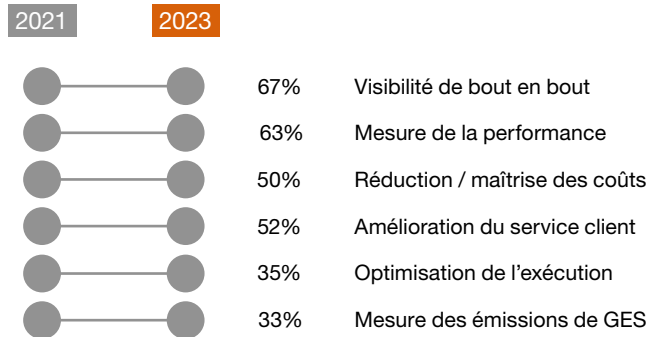 2021 2023
67% Visibilité de bout en bout
63% Mesure de la performance
50% Réduction / maîtrise des coûts
52% Amélioration du service client
35% Optimisation de l’exécution
33% Mesure des émissions de GES